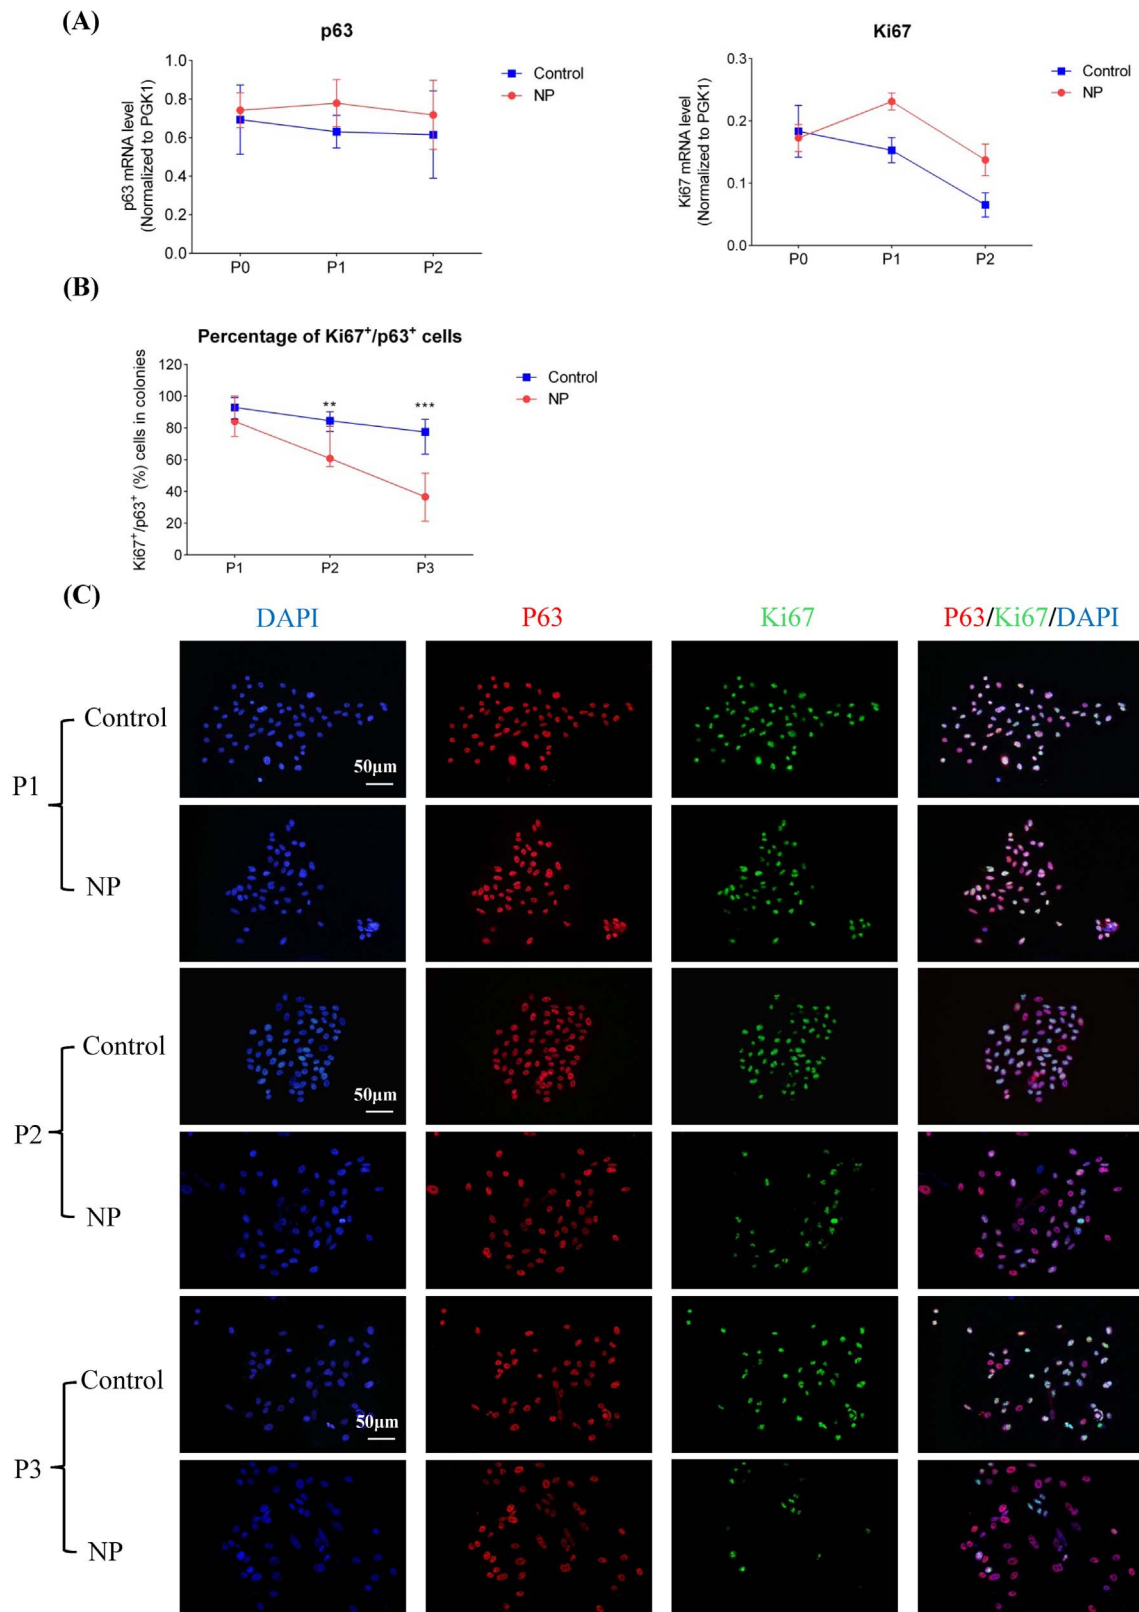 (A)
p63
p63 mRNA level
(Normalized to PGK1)
1.0
0.8
0.6
0.4
0.2
0.0
P0 P1 P2
Control
NP
Ki67
Ki67 mRNA level
(Normalized to PGK1)
0.3
0.2
0.1
0.0
P0 P1 P2
Control
NP
(B)
Percentage of Ki67⁺/p63⁺ cells
Ki67⁺/p63⁺ (%) cells in colonies
120
100
80
60
40
20
0
** ***
P1 P2 P3
Control
NP
(C)
DAPI P63 Ki67 P63/Ki67/DAPI
P1
Control
50μm
NP
P2
Control
50μm
NP
P3
Control
50μm
NP